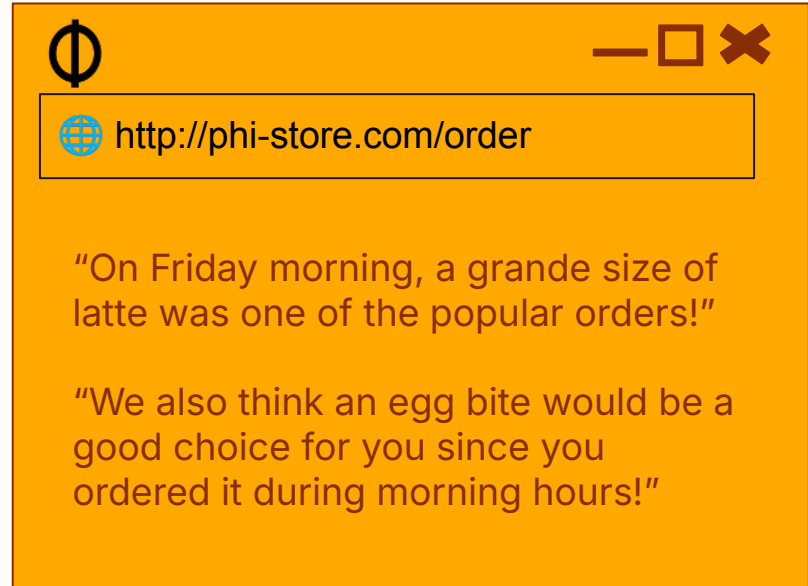 Φ
http://phi-store.com/order
“On Friday morning, a grande size of
latte was one of the popular orders!”
“We also think an egg bite would be a
good choice for you since you
ordered it during morning hours!”